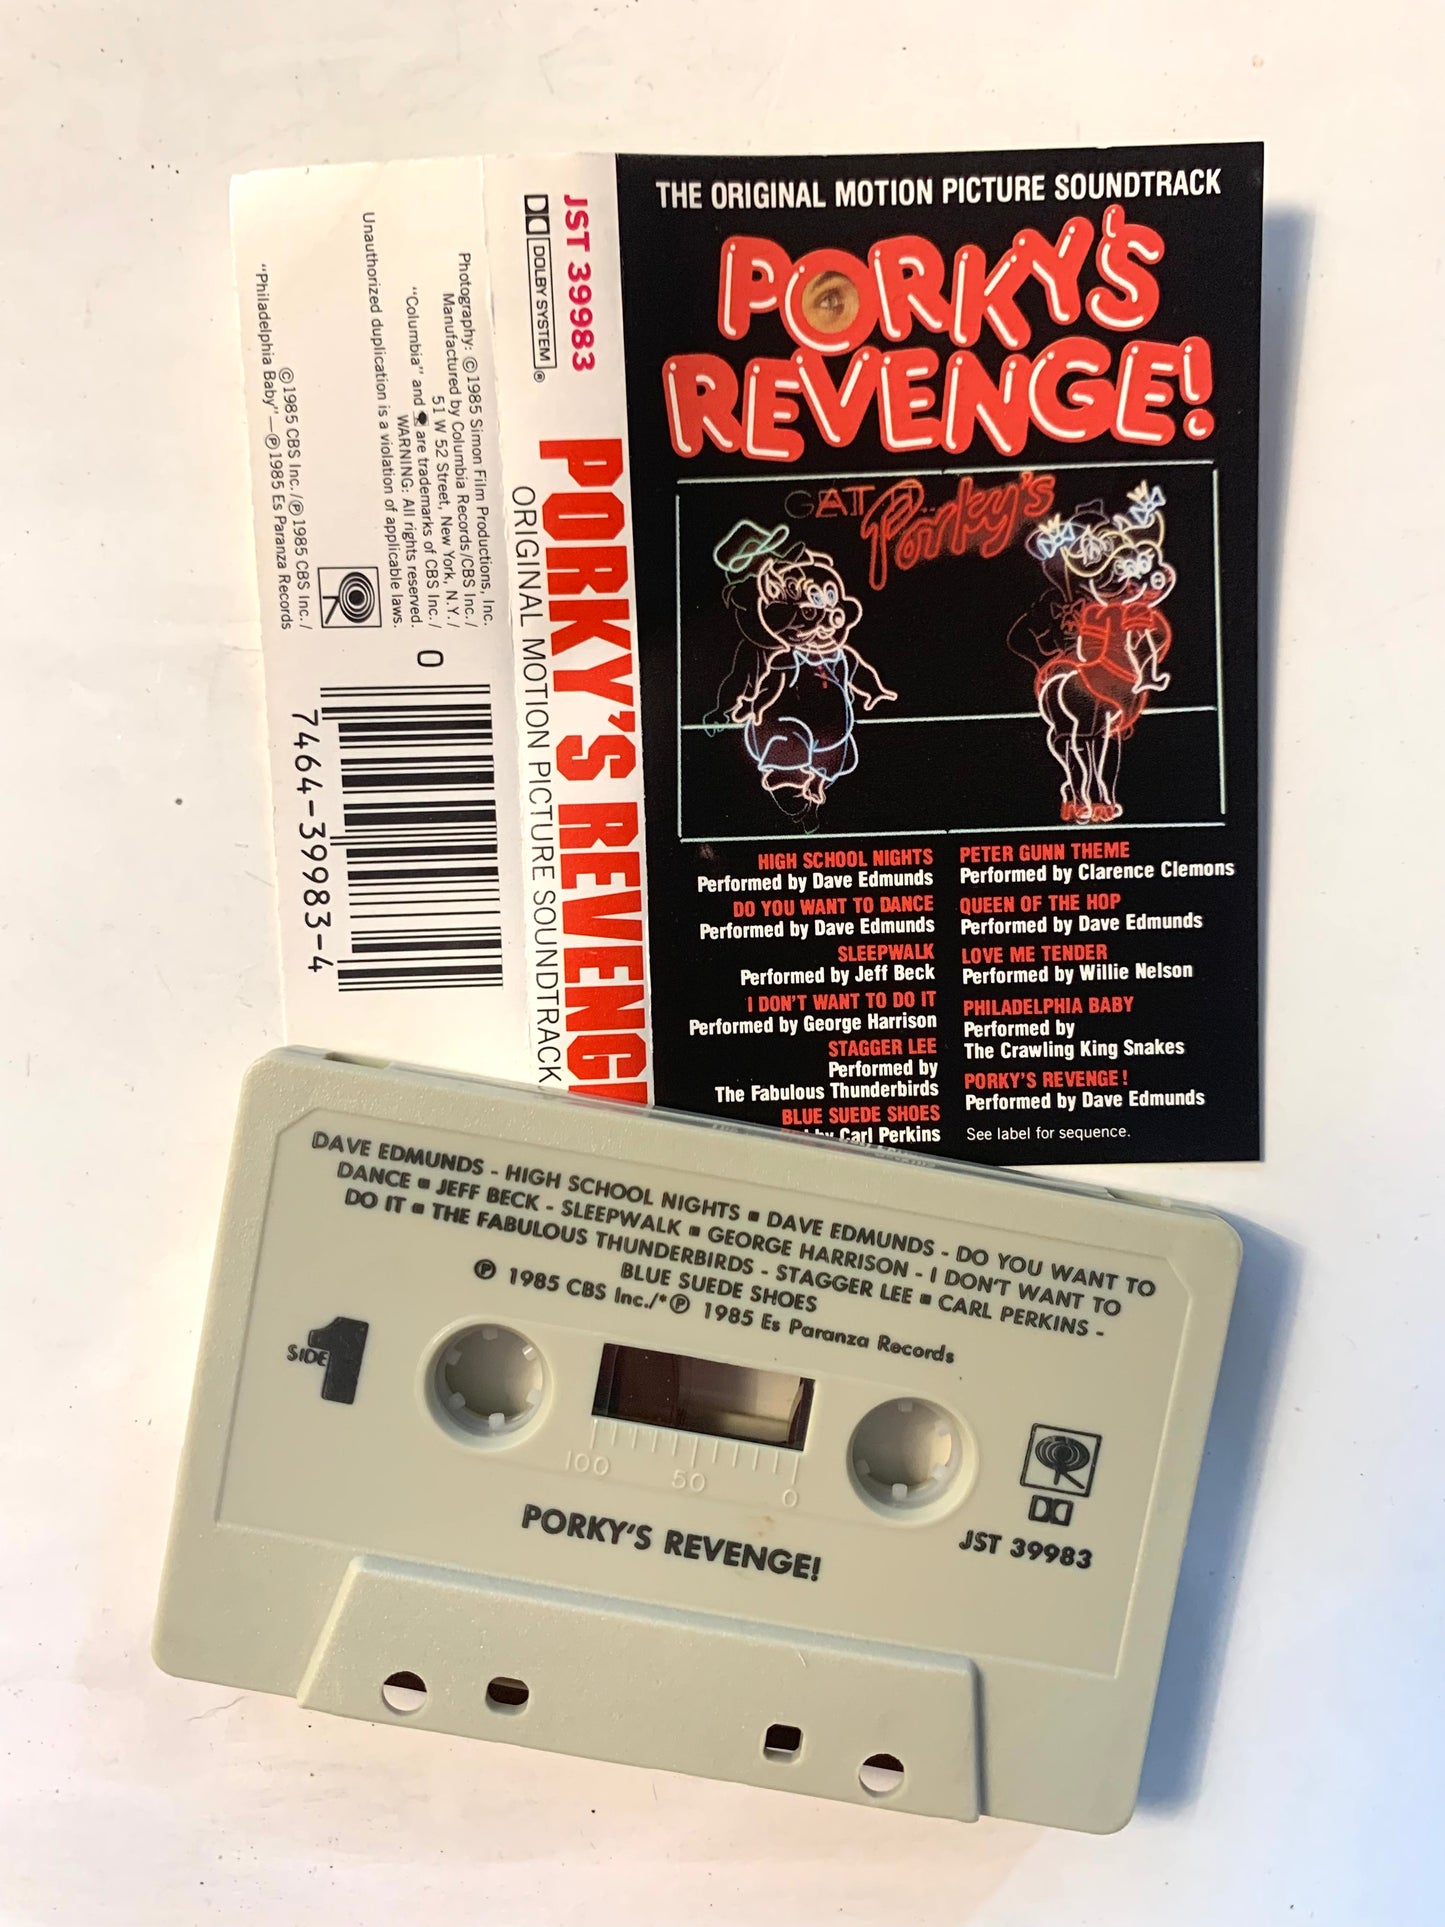 THE ORIGINAL MOTION PICTURE SOUNDTRACK
PORKY'S
REVENGE!
Porky's
HIGH SCHOOL NIGHTS
Performed by Dave Edmunds
DO YOU WANT TO DANCE
Performed by Dave Edmunds
SLEEPWALK
Performed by Jeff Beck
I DON'T WANT TO DO IT
Performed by George Harrison
STAGGER LEE
Performed by
The Fabulous Thunderbirds
BLUE SUEDE SHOES
by Carl Perkins
PETER GUNN THEME
Performed by Clarence Clemons
QUEEN OF THE HOP
Performed by Dave Edmunds
LOVE ME TENDER
Performed by Willie Nelson
PHILADELPHIA BABY
Performed by
The Crawling King Snakes
PORKY'S REVENGE!
Performed by Dave Edmunds
See label for sequence.
JST 39983
DOLBY SYSTEM®
PORKY'S REVENG
ORIGINAL MOTION PICTURE SOUNDTRACK
Photography: ©1985 Simon Film Productions, Inc.
Manufactured by Columbia Records/CBS Inc./
51 W 52 Street, New York, N.Y./
"Columbia" and are trademarks of CBS Inc./
WARNING: All rights reserved.
Unauthorized duplication is a violation of applicable laws.
©1985 CBS Inc./℗1985 CBS Inc./
"Philadelphia Baby"—℗1985 Es Paranza Records
0
7464-39983-4
DAVE EDMUNDS - HIGH SCHOOL NIGHTS ■ DAVE EDMUNDS - DO YOU WANT TO
DANCE ■ JEFF BECK - SLEEPWALK ■ GEORGE HARRISON - I DON'T WANT TO
DO IT ■ THE FABULOUS THUNDERBIRDS - STAGGER LEE ■ CARL PERKINS -
BLUE SUEDE SHOES
℗ 1985 CBS Inc./*℗ 1985 Es Paranza Records
SIDE 1
100 50 0
PORKY'S REVENGE!
JST 39983